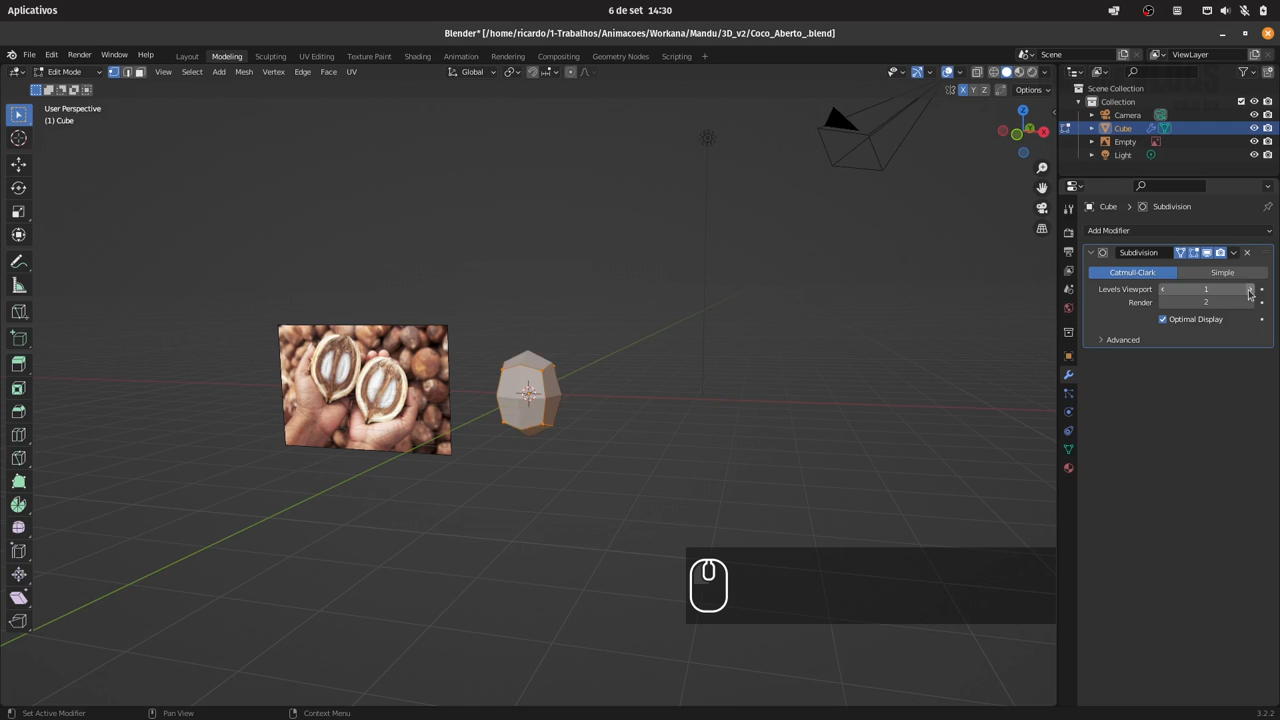 Aplicativos
6 de set 14:30
Blender* [/home/ricardo/1-Trabalhos/Animacoes/Workana/Mandu/3D_v2/Coco_Aberto_.blend]
File Edit Render Window Help
Layout Modeling Sculpting UV Editing Texture Paint Shading Animation Rendering Compositing Geometry Nodes Scripting
Scene
ViewLayer
Edit Mode View Select Add Mesh Vertex Edge Face UV
Global
X Y Z Options
User Perspective
(1) Cube
Z
X
Scene Collection
Collection
Camera
Cube
Empty
Light
Cube Subdivision
Add Modifier
Subdivision
Catmull-Clark Simple
Levels Viewport 1
Render 2
Optimal Display
Advanced
Set Active Modifier Pan View Context Menu
3.2.2